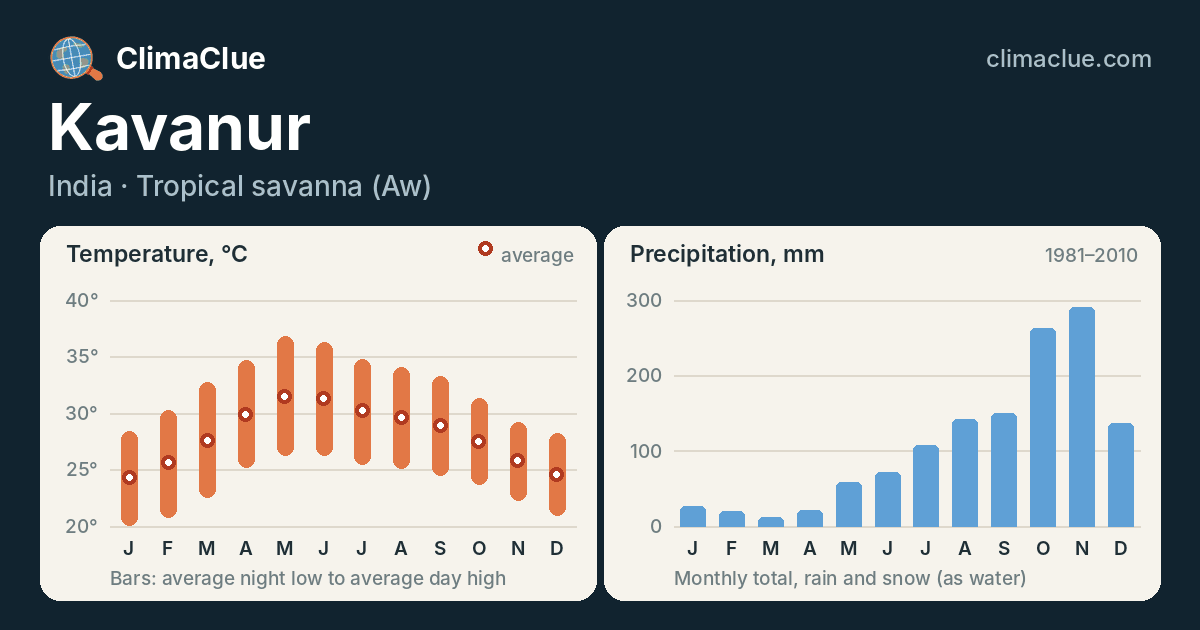 ClimaClue
climaclue.com
Kavanur
India · Tropical savanna (Aw)
Temperature, °C
average
40°
35°
30°
25°
20°
J F M A M J J A S O N D
Bars: average night low to average day high
Precipitation, mm
1981–2010
300
200
100
0
J F M A M J J A S O N D
Monthly total, rain and snow (as water)